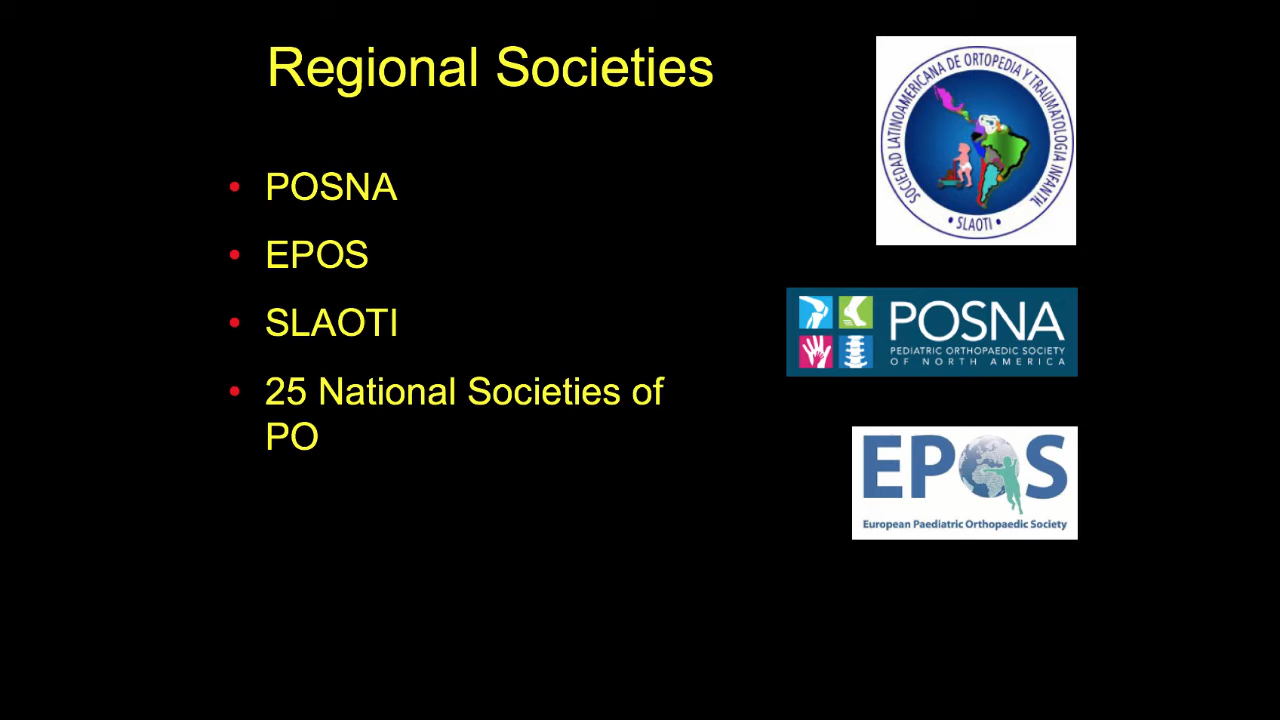 Regional Societies
• POSNA
• EPOS
• SLAOTI
• 25 National Societies of
PO
SOCIEDAD LATINOAMERICANA DE ORTOPEDIA Y TRAUMATOLOGIA INFANTIL
• SLAOTI •
POSNA
PEDIATRIC ORTHOPAEDIC SOCIETY
OF NORTH AMERICA
EPOS
European Paediatric Orthopaedic Society